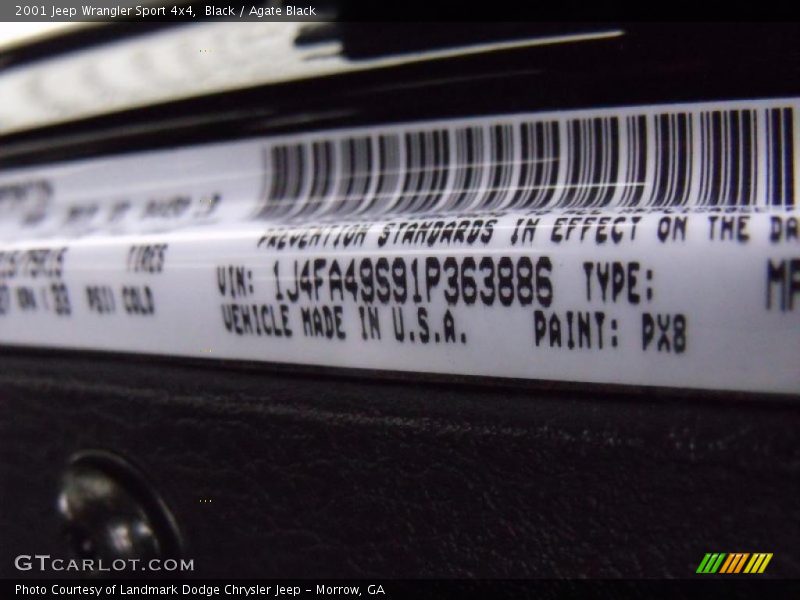 2001 Jeep Wrangler Sport 4x4,  Black / Agate Black
PREVENTION STANDARDS IN EFFECT ON THE DA
TIRES
VIN: 1J4FA49S91P363886 TYPE:
PSI) COLD
VEHICLE MADE IN U.S.A. PAINT: PX8
GTCARLOT.COM
Photo Courtesy of Landmark Dodge Chrysler Jeep – Morrow, GA